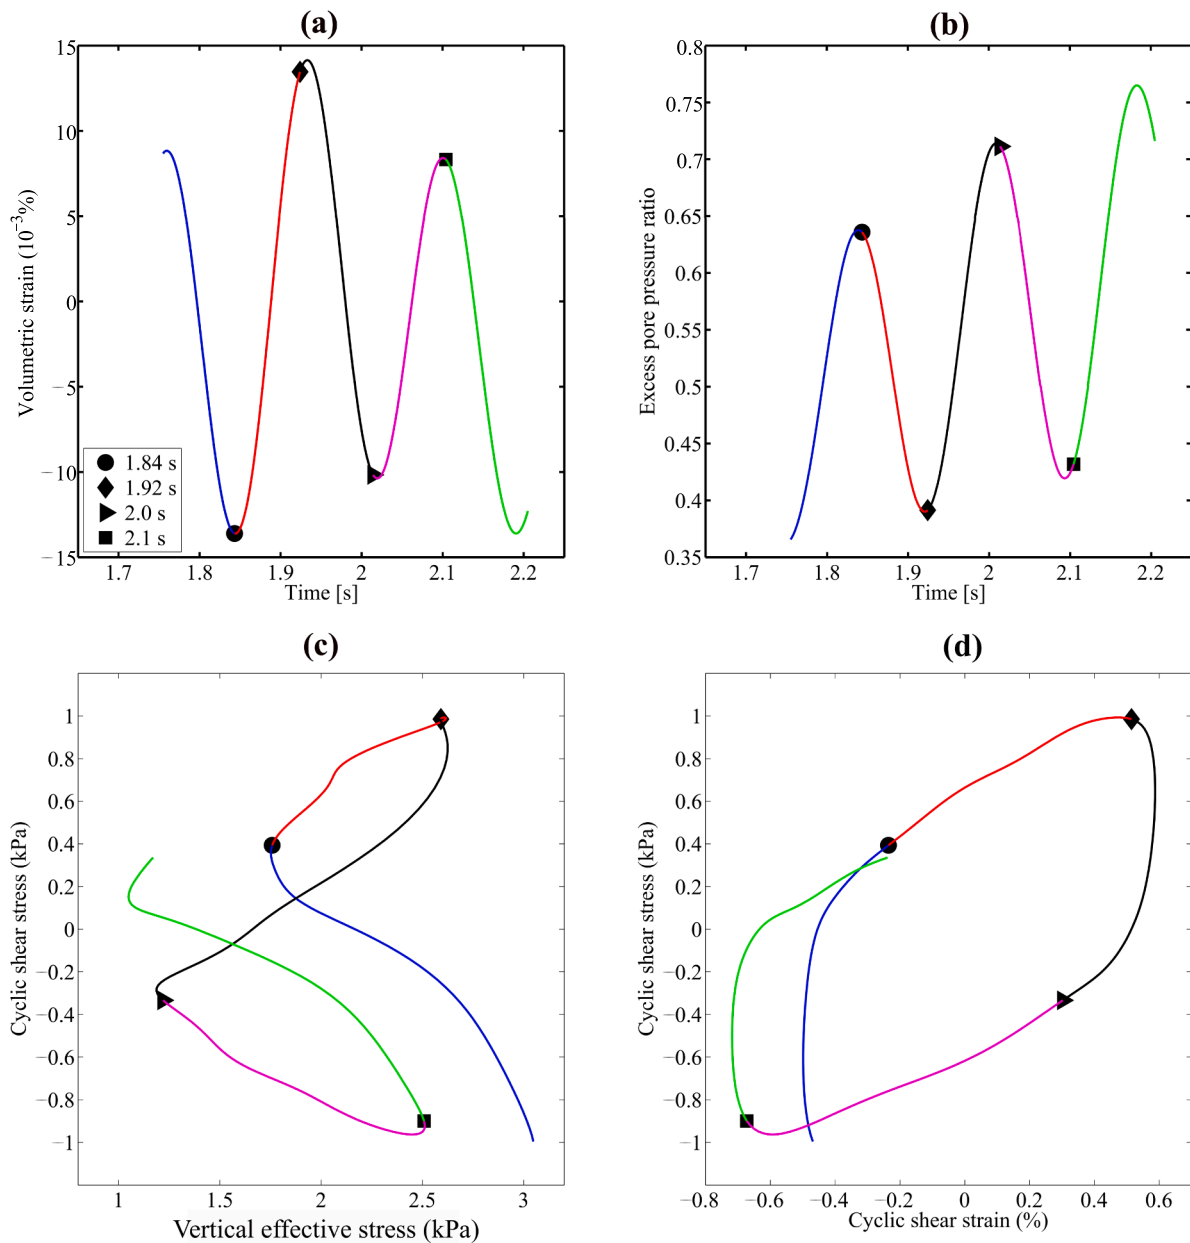 (a)
15
10
5
0
−5
−10
−15
Volumetric strain (10⁻³%)
1.84 s
1.92 s
2.0 s
2.1 s
1.7 1.8 1.9 2 2.1 2.2
Time [s]
(b)
0.8
0.75
0.7
0.65
0.6
0.55
0.5
0.45
0.4
0.35
Excess pore pressure ratio
1.7 1.8 1.9 2 2.1 2.2
Time [s]
(c)
1
0.8
0.6
0.4
0.2
0
−0.2
−0.4
−0.6
−0.8
−1
Cyclic shear stress (kPa)
1 1.5 2 2.5 3
Vertical effective stress (kPa)
(d)
1
0.8
0.6
0.4
0.2
0
−0.2
−0.4
−0.6
−0.8
−1
Cyclic shear stress (kPa)
−0.8 −0.6 −0.4 −0.2 0 0.2 0.4 0.6
Cyclic shear strain (%)